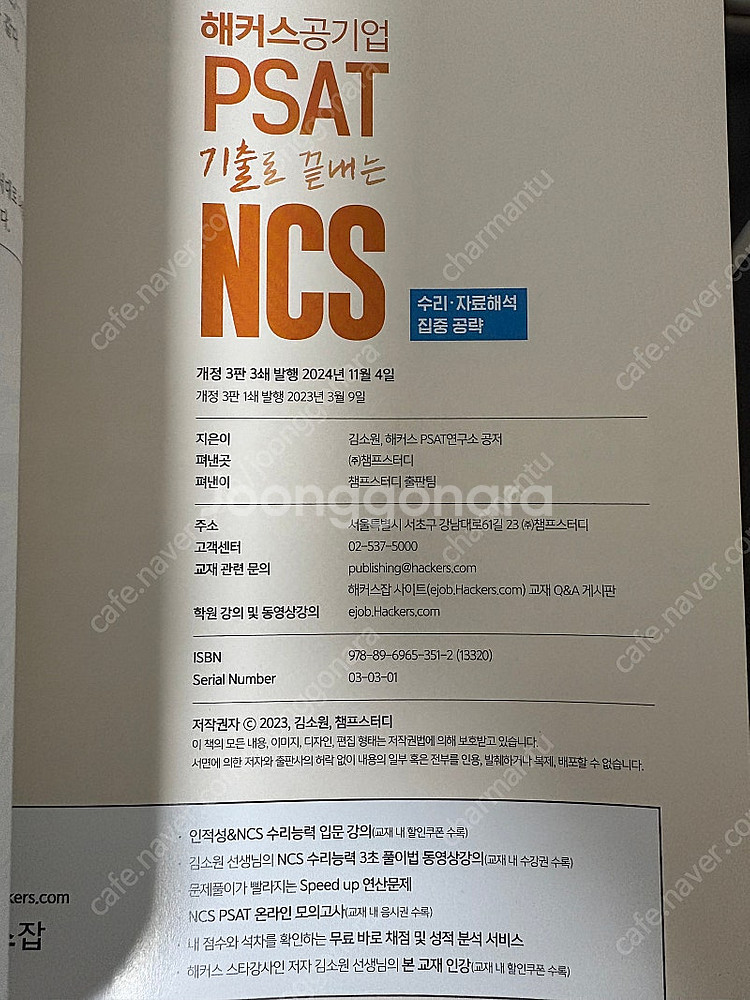 해커스공기업
PSAT
기출로 끝내는
NCS
수리·자료해석
집중 공략
개정 3판 3쇄 발행 2024년 11월 4일
개정 3판 1쇄 발행 2023년 3월 9일
지은이 김소원, 해커스 PSAT연구소 공저
펴낸곳 ㈜챔프스터디
펴낸이 챔프스터디 출판팀
주소 서울특별시 서초구 강남대로61길 23 ㈜챔프스터디
고객센터 02-537-5000
교재 관련 문의 publishing@hackers.com
해커스잡 사이트(ejob.Hackers.com) 교재 Q&A 게시판
학원 강의 및 동영상강의 ejob.Hackers.com
ISBN 978-89-6965-351-2 (13320)
Serial Number 03-03-01
저작권자 ⓒ 2023, 김소원, 챔프스터디
이 책의 모든 내용, 이미지, 디자인, 편집 형태는 저작권법에 의해 보호받고 있습니다.
서면에 의한 저자와 출판사의 허락 없이 내용의 일부 혹은 전부를 인용, 발췌하거나 복제, 배포할 수 없습니다.
· 인적성&NCS 수리능력 입문 강의(교재 내 할인쿠폰 수록)
· 김소원 선생님의 NCS 수리능력 3초 풀이법 동영상강의(교재 내 수강권 수록)
· 문제풀이가 빨라지는 Speed up 연산문제
· NCS PSAT 온라인 모의고사(교재 내 응시권 수록)
· 내 점수와 석차를 확인하는 무료 바로 채점 및 성적 분석 서비스
· 해커스 스타강사인 저자 김소원 선생님의 본 교재 인강(교재 내 할인쿠폰 수록)
kers.com
스잡
joonggonara
cafe.naver.com
charmantu